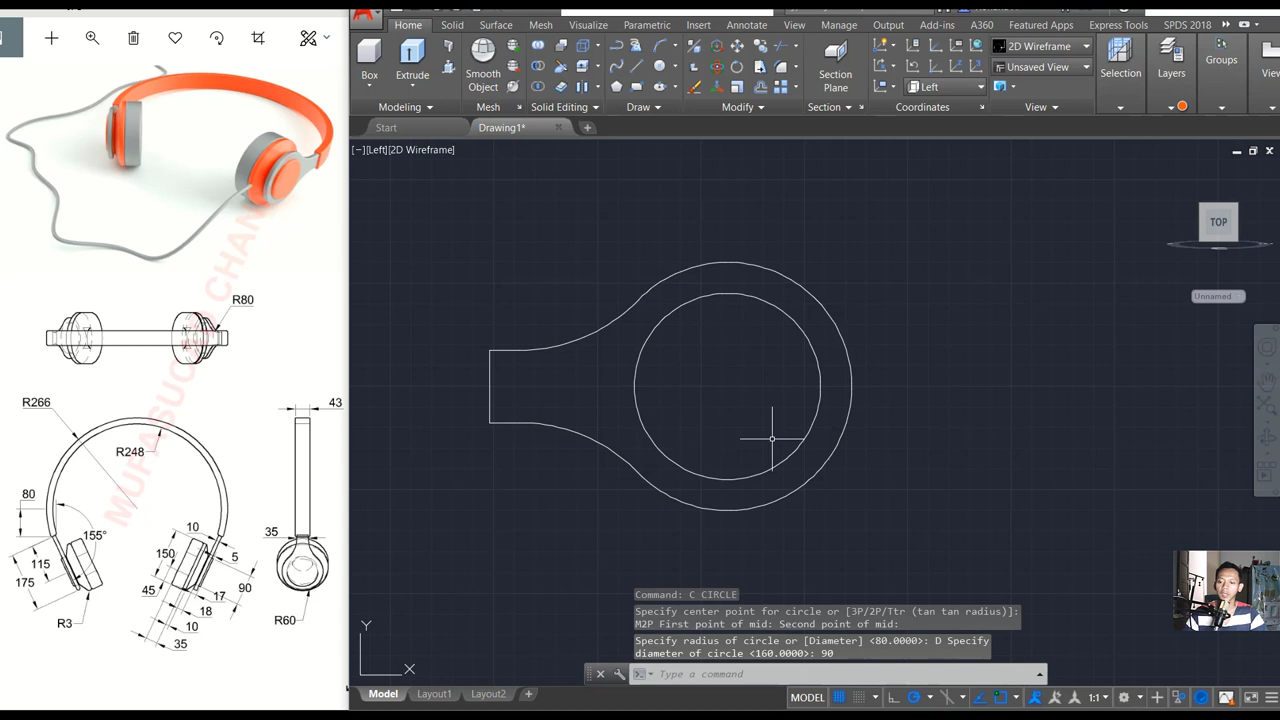 Home Solid Surface Mesh Visualize Parametric Insert Annotate View Manage Output Add-ins A360 Featured Apps Express Tools SPDS 2018
Box
Extrude
Smooth
Object
Section
Plane
2D Wireframe
Unsaved View
Left
Selection
Layers
Groups
View
Modeling Mesh Solid Editing Draw Modify Section Coordinates View
Start
Drawing1*
[−][Left][2D Wireframe]
TOP
Unnamed
R80
R266
R248
43
80
155°
115
175
R3
10
5
150
45
90
17
18
10
35
35
R60
MUFASU CAD CHAN
Command: C CIRCLE
Specify center point for circle or [3P/2P/Ttr (tan tan radius)]:
M2P First point of mid: Second point of mid:
Specify radius of circle or [Diameter] <80.0000>: D Specify
diameter of circle <160.0000>: 90
Type a command
Y
X
Model Layout1 Layout2
MODEL
1:1